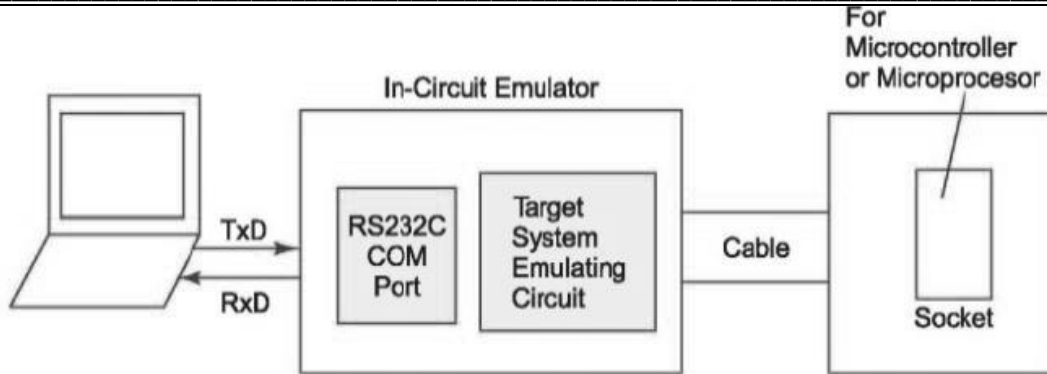 For
Microcontroller
or Microprocesor
In-Circuit Emulator
TxD
RxD
RS232C
COM
Port
Target
System
Emulating
Circuit
Cable
Socket